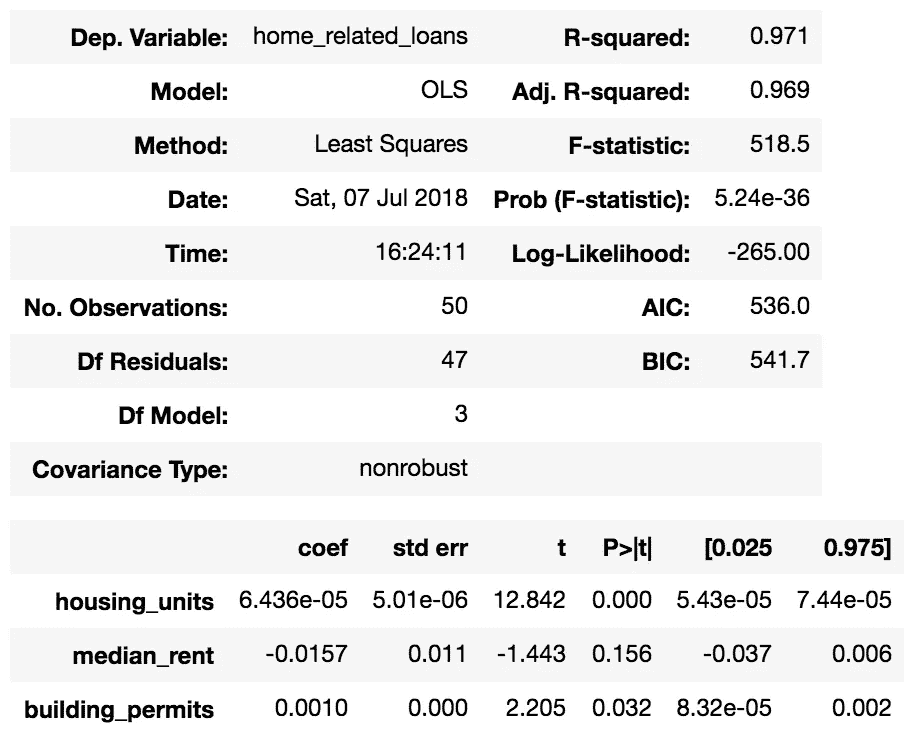 Dep. Variable: home_related_loans R-squared: 0.971
Model: OLS Adj. R-squared: 0.969
Method: Least Squares F-statistic: 518.5
Date: Sat, 07 Jul 2018 Prob (F-statistic): 5.24e-36
Time: 16:24:11 Log-Likelihood: -265.00
No. Observations: 50 AIC: 536.0
Df Residuals: 47 BIC: 541.7
Df Model: 3
Covariance Type: nonrobust
coef std err t P>|t| [0.025 0.975]
housing_units 6.436e-05 5.01e-06 12.842 0.000 5.43e-05 7.44e-05
median_rent -0.0157 0.011 -1.443 0.156 -0.037 0.006
building_permits 0.0010 0.000 2.205 0.032 8.32e-05 0.002